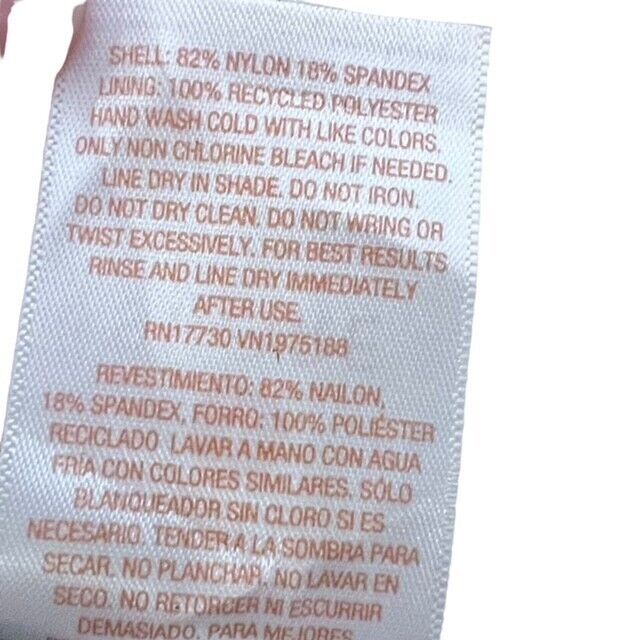 SHELL: 82% NYLON 18% SPANDEX
LINING: 100% RECYCLED POLYESTER
HAND WASH COLD WITH LIKE COLORS.
ONLY NON CHLORINE BLEACH IF NEEDED.
LINE DRY IN SHADE. DO NOT IRON.
DO NOT DRY CLEAN. DO NOT WRING OR
TWIST EXCESSIVELY. FOR BEST RESULTS
RINSE AND LINE DRY IMMEDIATELY
AFTER USE.
RN17730 VN1975188
REVESTIMIENTO: 82% NAILON,
18% SPANDEX, FORRO: 100% POLIÉSTER
RECICLADO. LAVAR A MANO CON AGUA
FRÍA CON COLORES SIMILARES. SÓLO
BLANQUEADOR SIN CLORO SI ES
NECESARIO. TENDER A LA SOMBRA PARA
SECAR. NO PLANCHAR. NO LAVAR EN
SECO. NO RETORCER NI ESCURRIR
DEMASIADO. PARA MEJORES